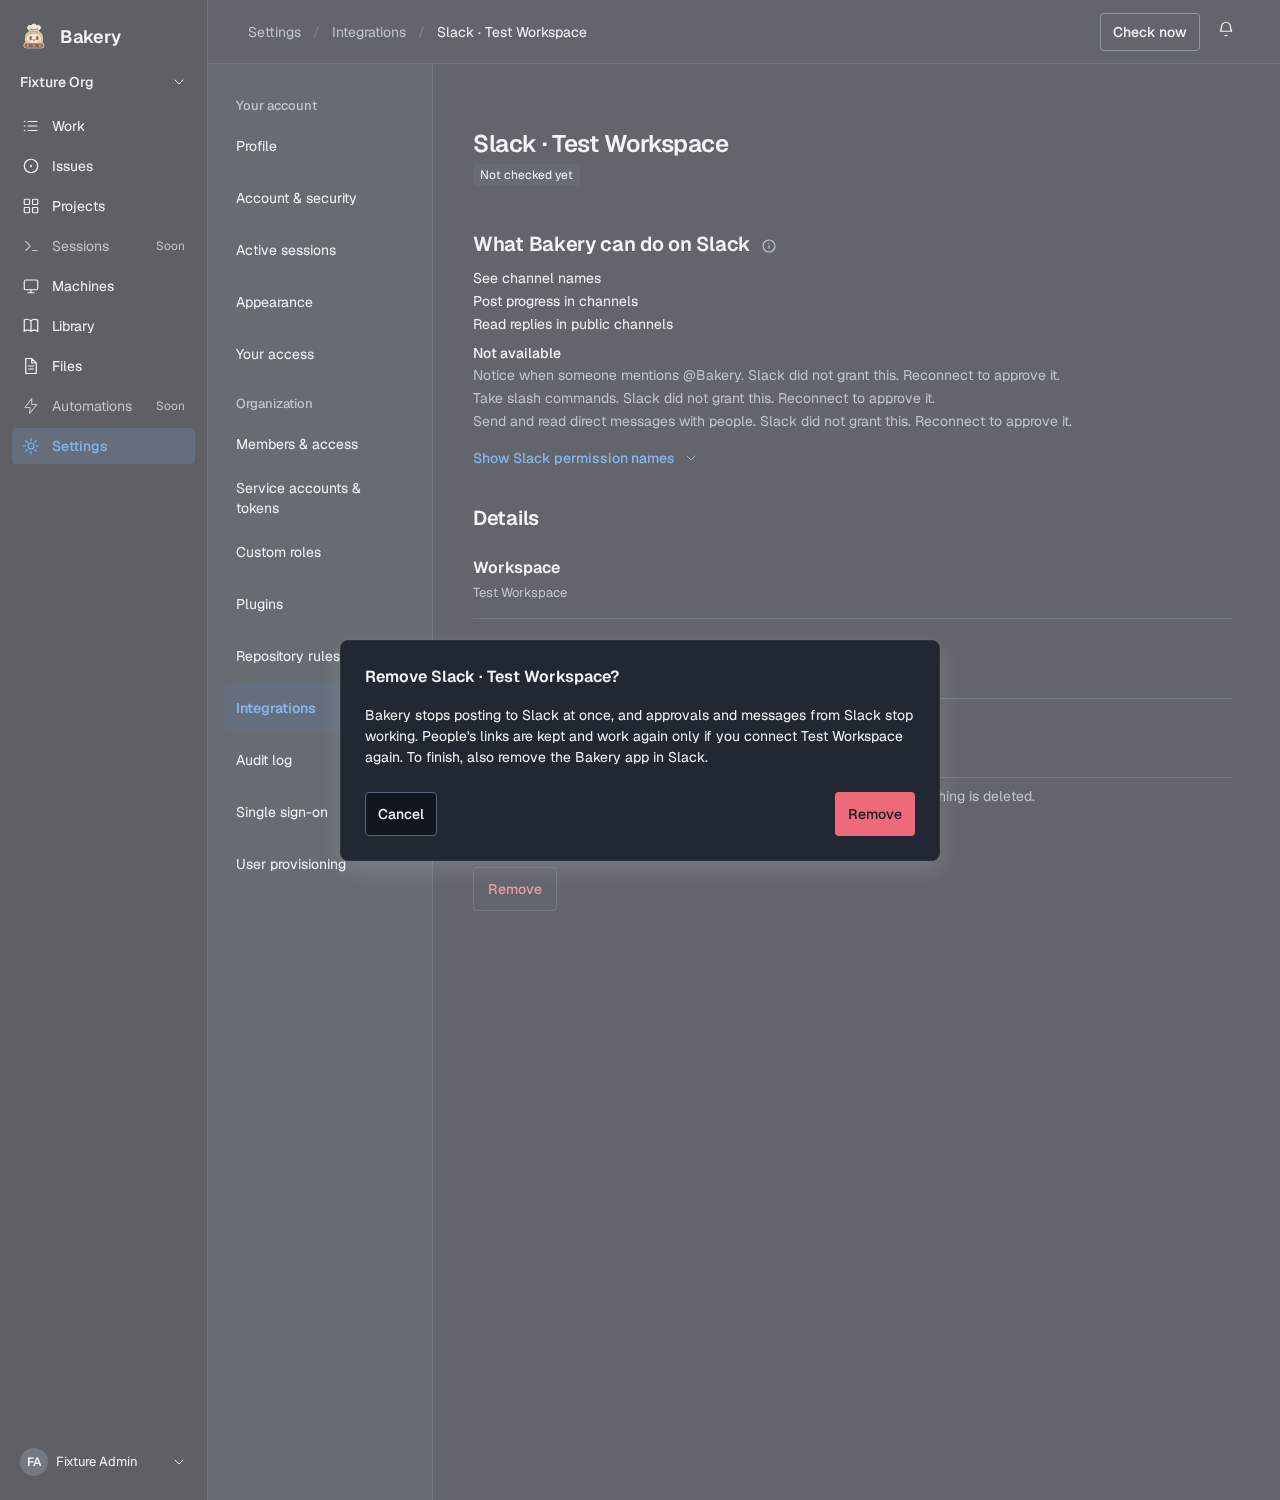 Bakery
Fixture Org
Work
Issues
Projects
Sessions Soon
Machines
Library
Files
Automations Soon
Settings
FA Fixture Admin
Settings / Integrations / Slack · Test Workspace
Check now
Your account
Profile
Account & security
Active sessions
Appearance
Your access
Organization
Members & access
Service accounts &
tokens
Custom roles
Plugins
Repository rules
Integrations
Audit log
Single sign-on
User provisioning
Slack · Test Workspace
Not checked yet
What Bakery can do on Slack
See channel names
Post progress in channels
Read replies in public channels
Not available
Notice when someone mentions @Bakery. Slack did not grant this. Reconnect to approve it.
Take slash commands. Slack did not grant this. Reconnect to approve it.
Send and read direct messages with people. Slack did not grant this. Reconnect to approve it.
Show Slack permission names
Details
Workspace
Test Workspace
Remove Slack · Test Workspace?
Bakery stops posting to Slack at once, and approvals and messages from Slack stop
working. People's links are kept and work again only if you connect Test Workspace
again. To finish, also remove the Bakery app in Slack.
Cancel
Remove
is deleted.
Remove